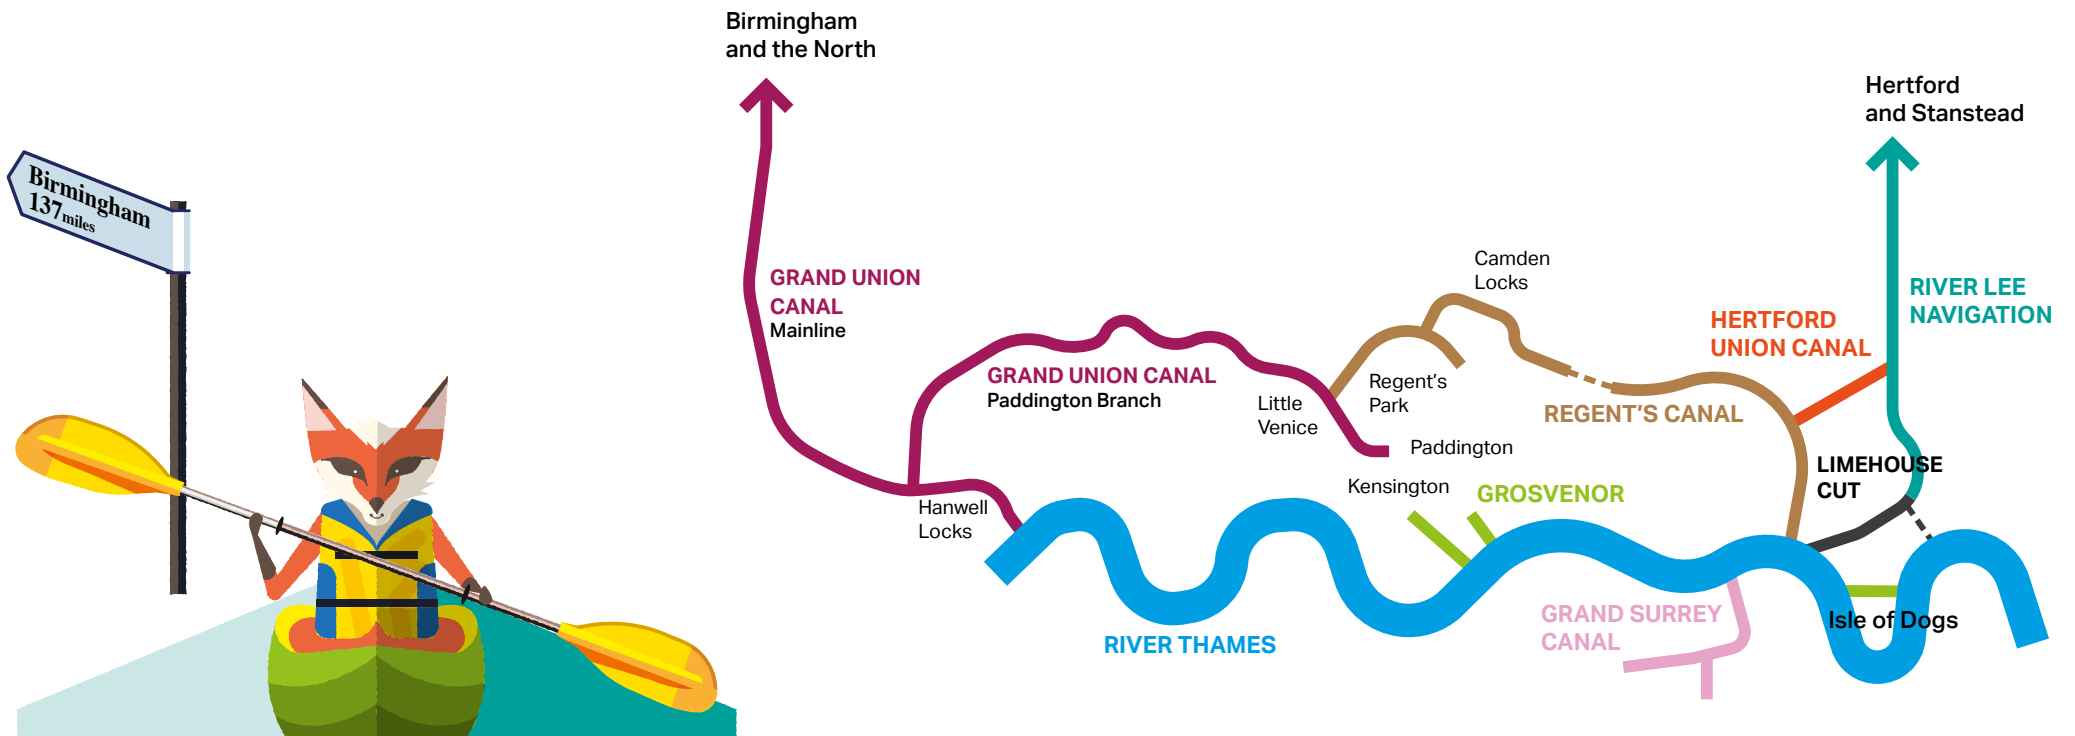 Birmingham
137 miles
Birmingham
and the North
Hertford
and Stanstead
GRAND UNION
CANAL
Mainline
GRAND UNION CANAL
Paddington Branch
Hanwell
Locks
Little
Venice
Regent's
Park
Camden
Locks
Paddington
Kensington
GROSVENOR
REGENT'S CANAL
HERTFORD
UNION CANAL
RIVER LEE
NAVIGATION
LIMEHOUSE
CUT
RIVER THAMES
GRAND SURREY
CANAL
Isle of Dogs